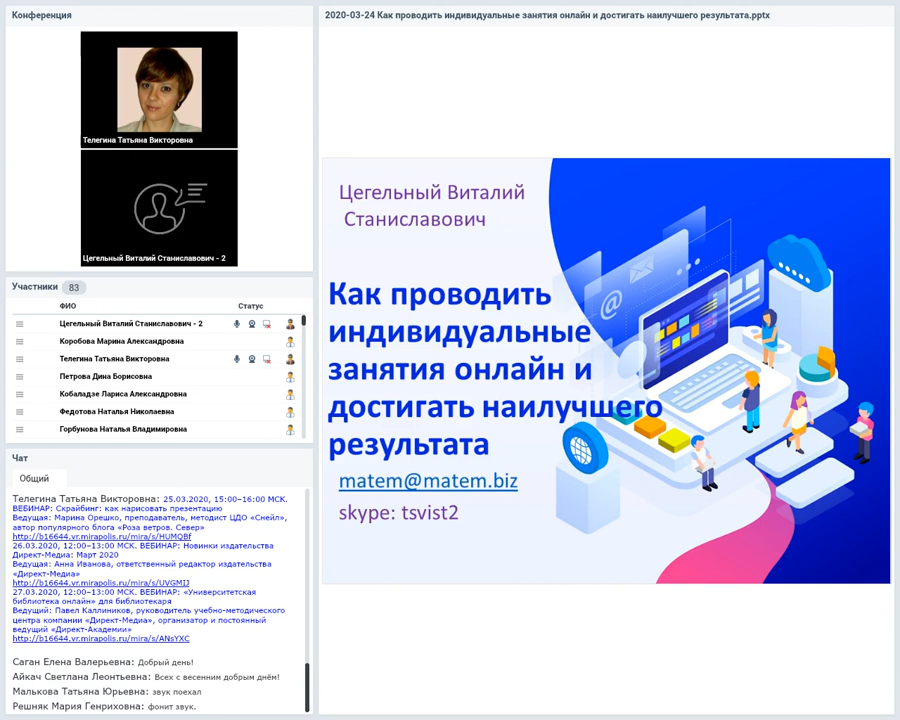 Конференция
Телегина Татьяна Викторовна
Цегельный Виталий Станиславович - 2
Участники 83
ФИО Статус
Цегельный Виталий Станиславович - 2
Коробова Марина Александровна
Телегина Татьяна Викторовна
Петрова Дина Борисовна
Кобаладзе Лариса Александровна
Федотова Наталья Николаевна
Горбунова Наталья Владимировна
Чат
Общий
Телегина Татьяна Викторовна: 25.03.2020, 15:00–16:00 МСК.
ВЕБИНАР: Скрайбинг: как нарисовать презентацию
Ведущая: Марина Орешко, преподаватель, методист ЦДО «Снейл»,
автор популярного блога «Роза ветров. Север»
http://b16644.vr.mirapolis.ru/mira/s/HUMQBf
26.03.2020, 12:00–13:00 МСК. ВЕБИНАР: Новинки издательства
Директ-Медиа: Март 2020
Ведущая: Анна Иванова, ответственный редактор издательства
«Директ-Медиа»
http://b16644.vr.mirapolis.ru/mira/s/UVGMIJ
27.03.2020, 12:00–13:00 МСК. ВЕБИНАР: «Университетская
библиотека онлайн» для библиотекаря
Ведущий: Павел Каллиников, руководитель учебно-методического
центра компании «Директ-Медиа», организатор и постоянный
ведущий «Директ-Академии»
http://b16644.vr.mirapolis.ru/mira/s/ANsYXC
Саган Елена Валерьевна: Добрый день!
Айкач Светлана Леонтьевна: Всех с весенним добрым днём!
Малькова Татьяна Юрьевна: звук поехал
Решняк Мария Генриховна: фонит звук.
2020-03-24 Как проводить индивидуальные занятия онлайн и достигать наилучшего результата.pptx
Цегельный Виталий
Станиславович
Как проводить
индивидуальные
занятия онлайн и
достигать наилучшего
результата
matem@matem.biz
skype: tsvist2
@